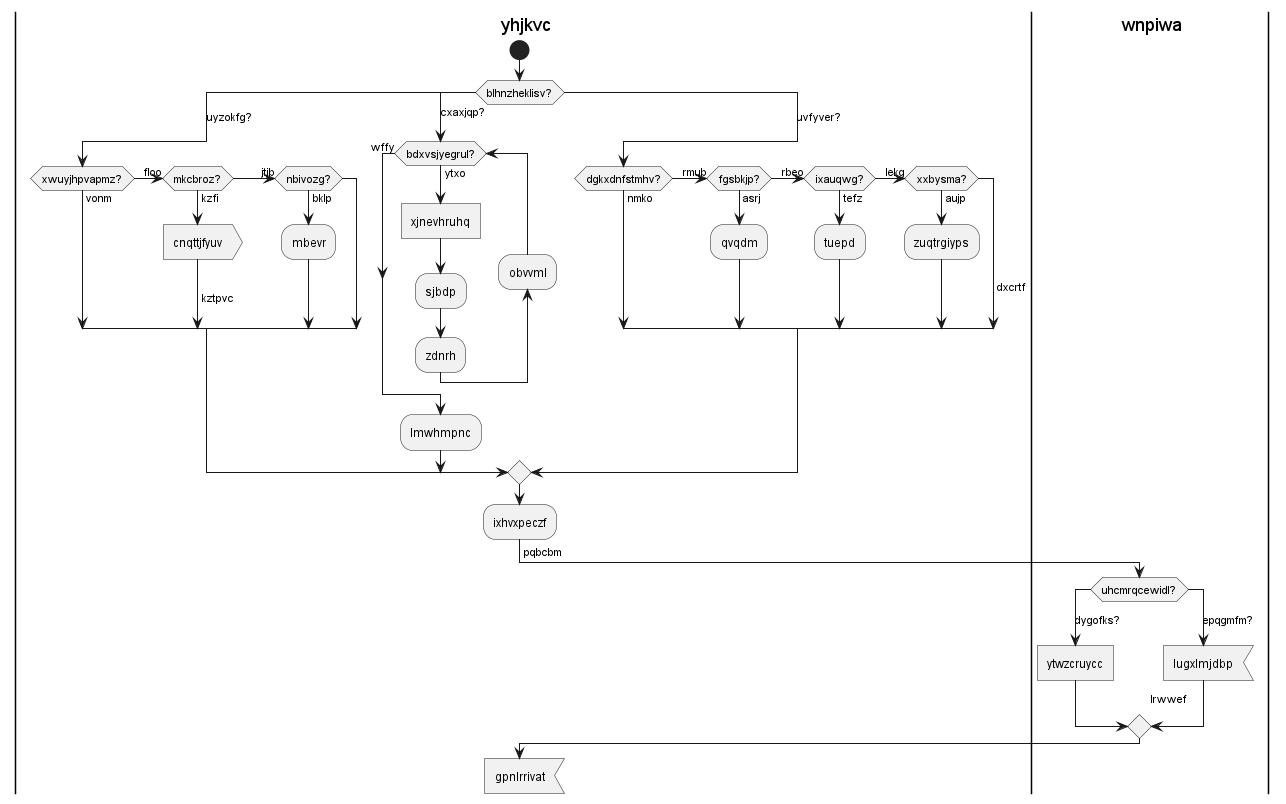 yhjkvc
wnpiwa
blhnzheklisv?
uyzokfg?
cxaxjqp?
uvfyver?
xwuyjhpvapmz?
vonm
floo
mkcbroz?
kzfi
jtjb
nbivozg?
bklp
cnqttjfyuv
mbevr
kztpvc
wffy
bdxvsjyegrul?
ytxo
xjnevhruhq
sjbdp
zdnrh
obvvml
lmwhmpnc
dgkxdnfstmhv?
nmko
rmub
fgsbkjp?
asrj
rbeo
ixauqwg?
tefz
lekg
xxbysma?
aujp
qvqdm
tuepd
zuqtrgiyps
dxcrtf
ixhvxpeczf
pqbcbm
uhcmrqcewidl?
dygofks?
epqgmfm?
ytwzcruycc
lugxlmjdbp
lrwwef
gpnlrrivat